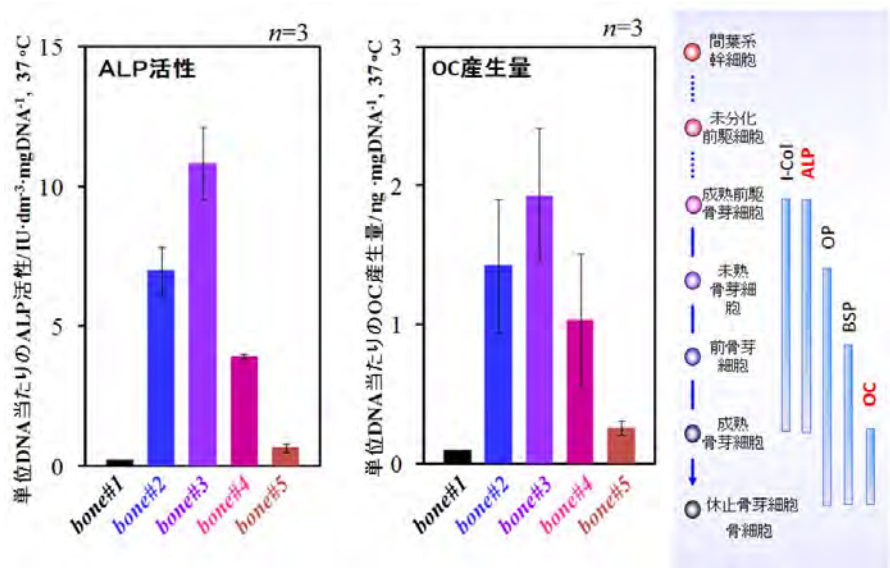 n=3
ALP活性
15
10
5
0
単位DNA当たりのALP活性/IU·dm⁻³·mgDNA⁻¹, 37 ºC
bone#1
bone#2
bone#3
bone#4
bone#5
n=3
OC産生量
3
2
1
0
単位DNA当たりのOC産生量/ng ·mgDNA⁻¹, 37 ºC
bone#1
bone#2
bone#3
bone#4
bone#5
間葉系
幹細胞
未分化
前駆細胞
成熟前駆
骨芽細胞
未熟
骨芽細
胞
前骨芽
細胞
成熟
骨芽細胞
休止骨芽細胞
骨細胞
I-Col
ALP
OP
BSP
OC